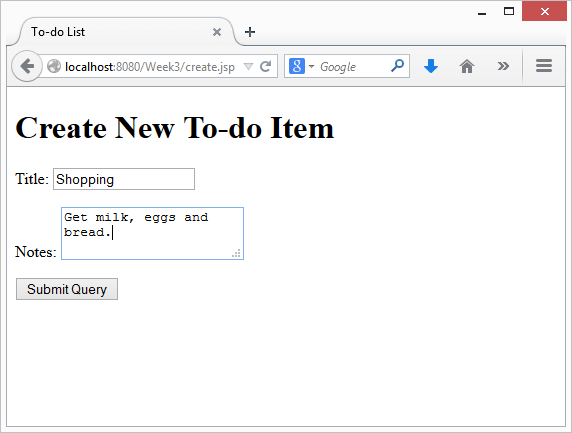 To-do List
localhost:8080/Week3/create.jsp
Google
Create New To-do Item
Title: Shopping
Get milk, eggs and
bread.
Notes:
Submit Query